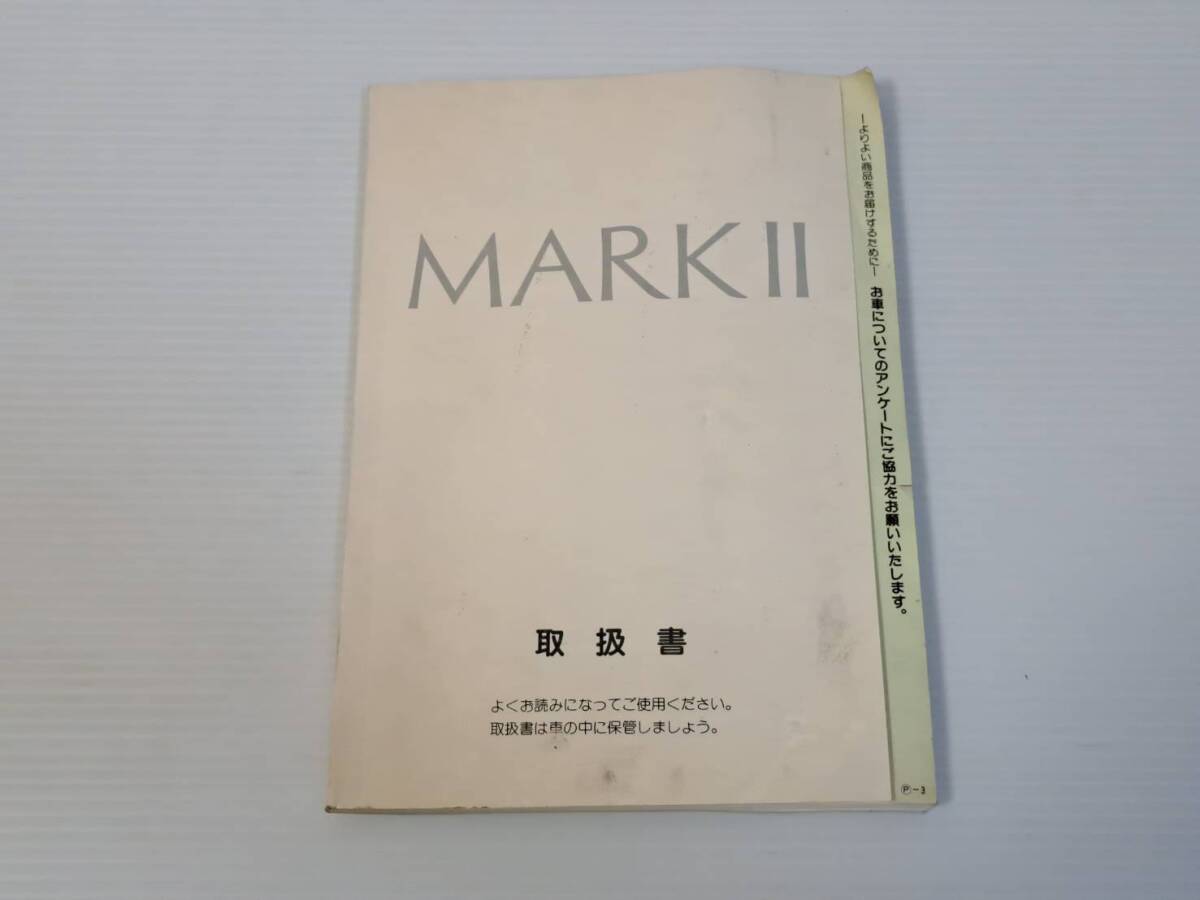 MARK II
取扱書
よくお読みになってご使用ください。
取扱書は車の中に保管しましょう。
―よりよい商品をお届けするために― お車についてのアンケートにご協力をお願いいたします。
Ⓟ-3